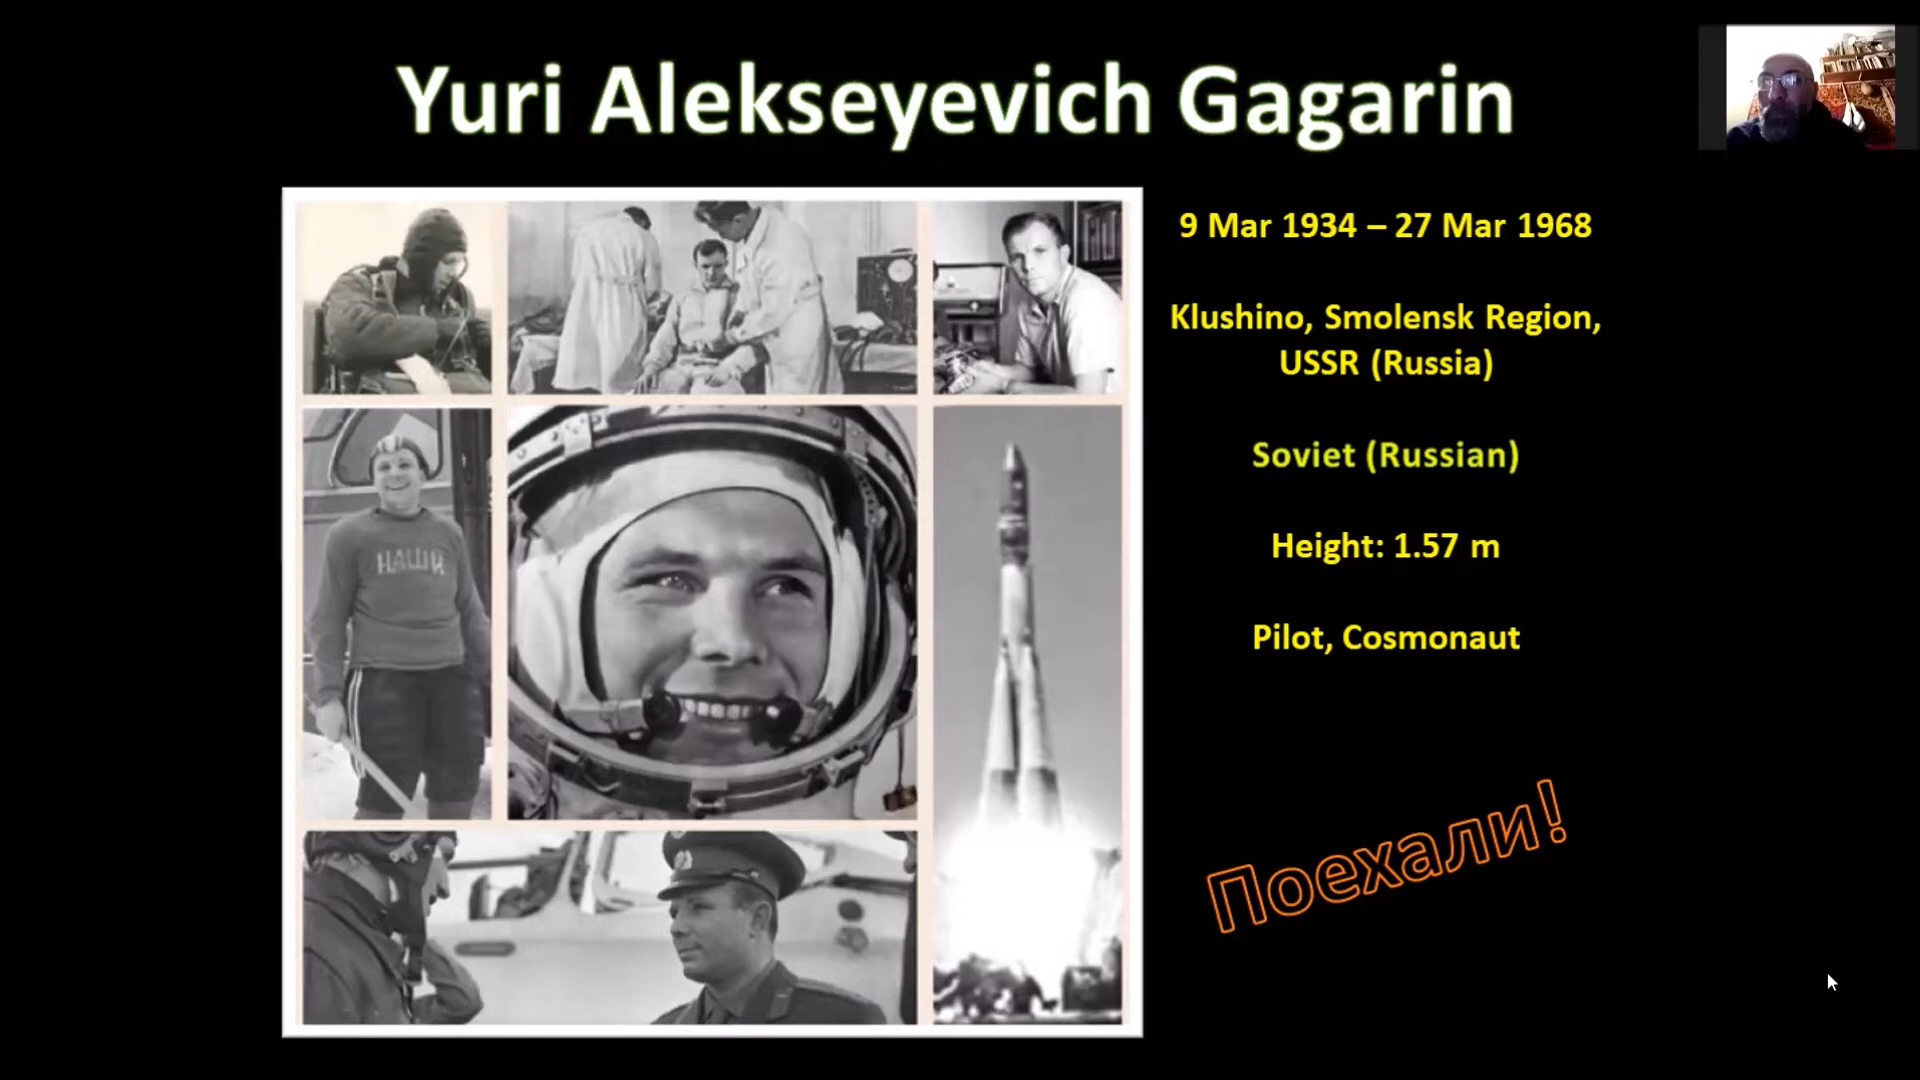 Yuri Alekseyevich Gagarin
9 Mar 1934 – 27 Mar 1968
Klushino, Smolensk Region,
USSR (Russia)
Soviet (Russian)
Height: 1.57 m
Pilot, Cosmonaut
НАШИ
Поехали!